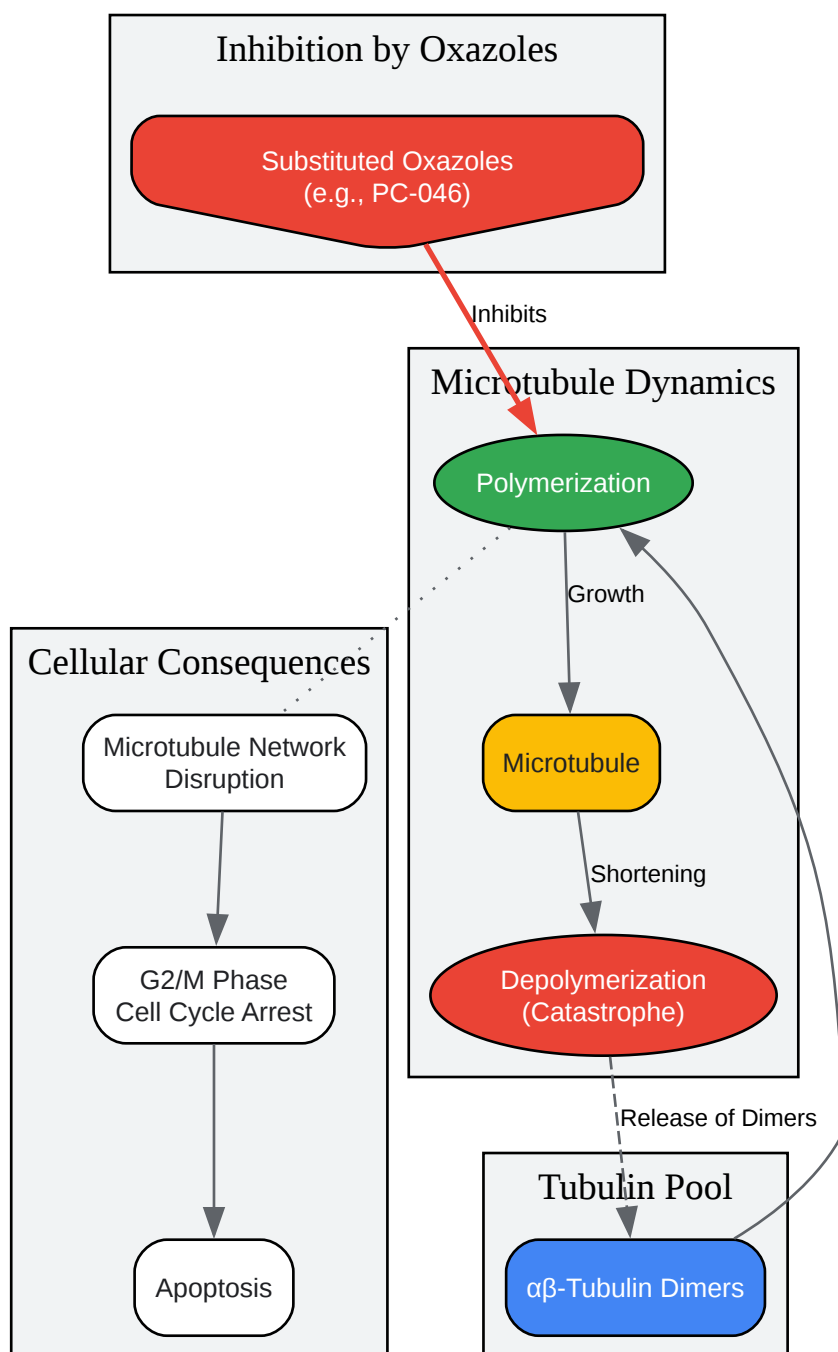 Inhibition by Oxazoles
Substituted Oxazoles
(e.g., PC-046)
Inhibits
Microtubule Dynamics
Polymerization
Growth
Cellular Consequences
Microtubule Network
Disruption
Microtubule
Shortening
G2/M Phase
Cell Cycle Arrest
Depolymerization
(Catastrophe)
Release of Dimers
Tubulin Pool
Apoptosis
αβ-Tubulin Dimers